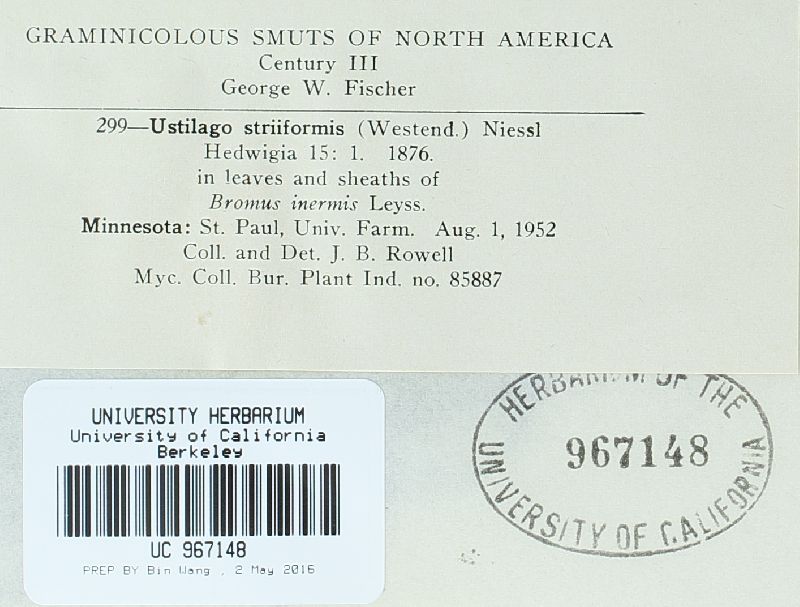 GRAMINICOLOUS SMUTS OF NORTH AMERICA
Century III
George W. Fischer
299—Ustilago striiformis (Westend.) Niessl
Hedwigia 15: 1. 1876.
in leaves and sheaths of
Bromus inermis Leyss.
Minnesota: St. Paul, Univ. Farm. Aug. 1, 1952
Coll. and Det. J. B. Rowell
Myc. Coll. Bur. Plant Ind. no. 85887
UNIVERSITY HERBARIUM
University of California
Berkeley
UC 967148
PREP BY Bin Wang , 2 May 2016
HERBARIUM OF THE
967148
UNIVERSITY OF CALIFORNIA